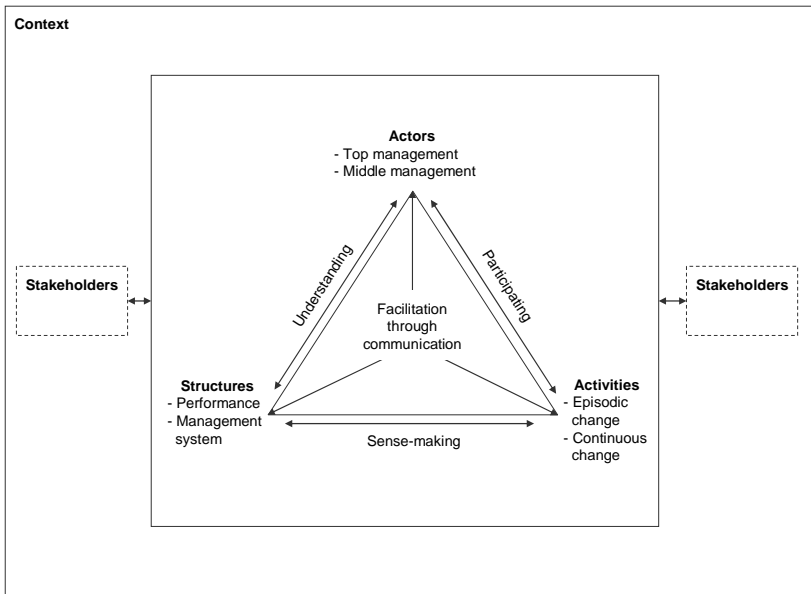 Context
Actors
- Top management
- Middle management
Understanding
Participating
Stakeholders
Stakeholders
Facilitation
through
communication
Structures
- Performance
- Management
system
Activities
- Episodic
change
- Continuous
change
Sense-making